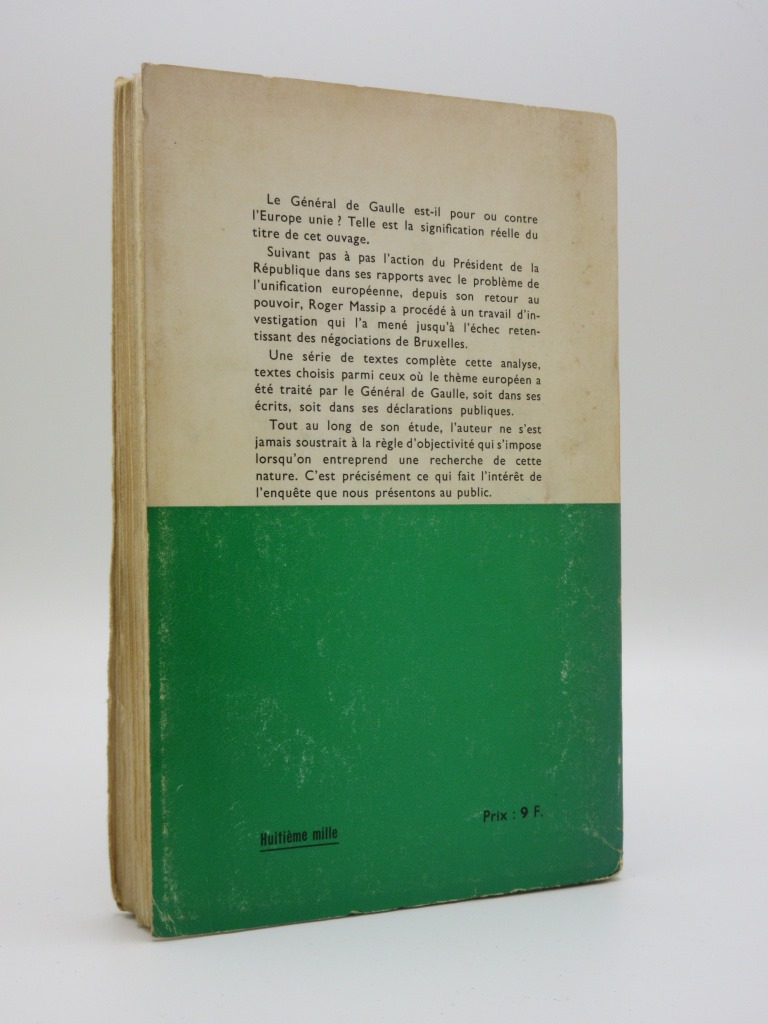 Le Général de Gaulle est-il pour ou contre
l'Europe unie ? Telle est la signification réelle du
titre de cet ouvage.
Suivant pas à pas l'action du Président de la
République dans ses rapports avec le problème de
l'unification européenne, depuis son retour au
pouvoir, Roger Massip a procédé à un travail d'in-
vestigation qui l'a mené jusqu'à l'échec reten-
tissant des négociations de Bruxelles.
Une série de textes complète cette analyse,
textes choisis parmi ceux où le thème européen a
été traité par le Général de Gaulle, soit dans ses
écrits, soit dans ses déclarations publiques.
Tout au long de son étude, l'auteur ne s'est
jamais soustrait à la règle d'objectivité qui s'impose
lorsqu'on entreprend une recherche de cette
nature. C'est précisément ce qui fait l'intérêt de
l'enquête que nous présentons au public.
Huitième mille
Prix : 9 F.